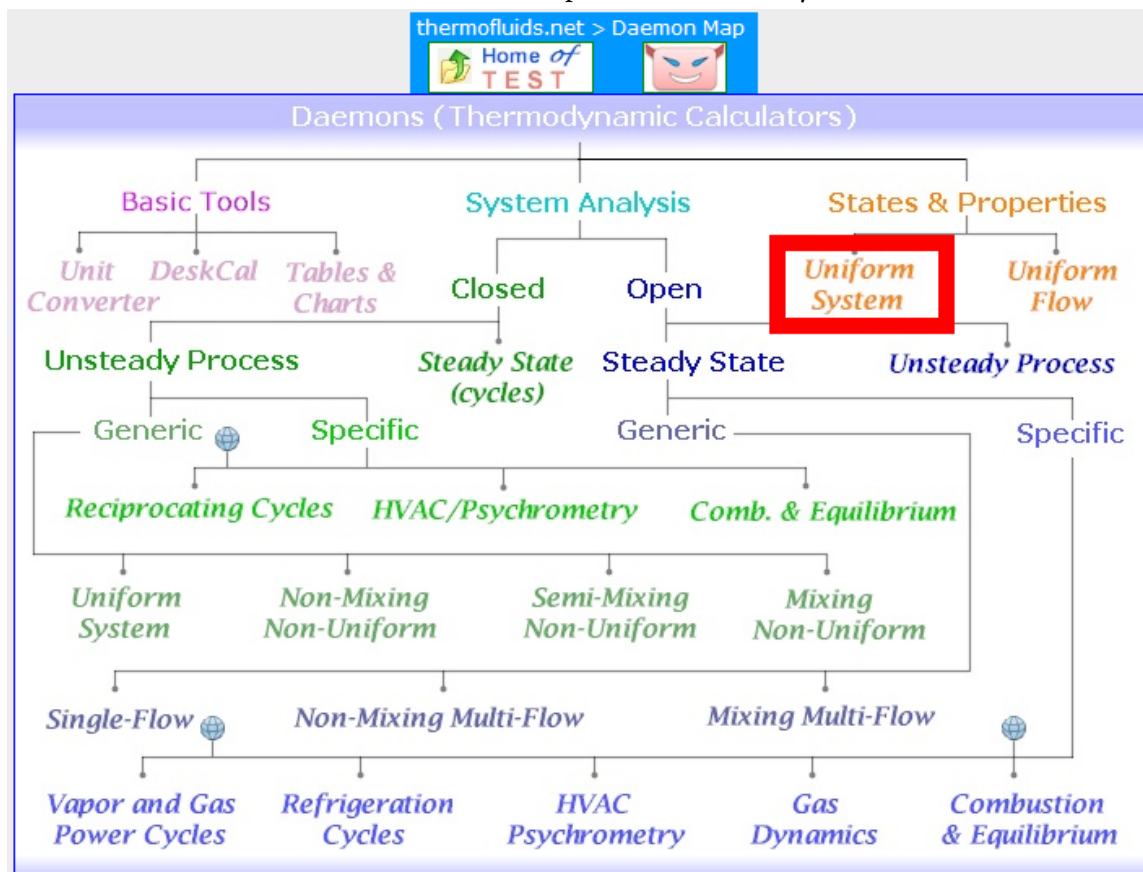 thermofluids.net > Daemon Map
Home of
TEST
Daemons (Thermodynamic Calculators)
Basic Tools
System Analysis
States & Properties
Unit
Converter
DeskCal
Tables &
Charts
Closed
Open
Uniform
System
Uniform
Flow
Unsteady Process
Steady State
(cycles)
Steady State
Unsteady Process
Generic
Specific
Generic
Specific
Reciprocating Cycles
HVAC/Psychrometry
Comb. & Equilibrium
Uniform
System
Non-Mixing
Non-Uniform
Semi-Mixing
Non-Uniform
Mixing
Non-Uniform
Single-Flow
Non-Mixing Multi-Flow
Mixing Multi-Flow
Vapor and Gas
Power Cycles
Refrigeration
Cycles
HVAC
Psychrometry
Gas
Dynamics
Combustion
& Equilibrium